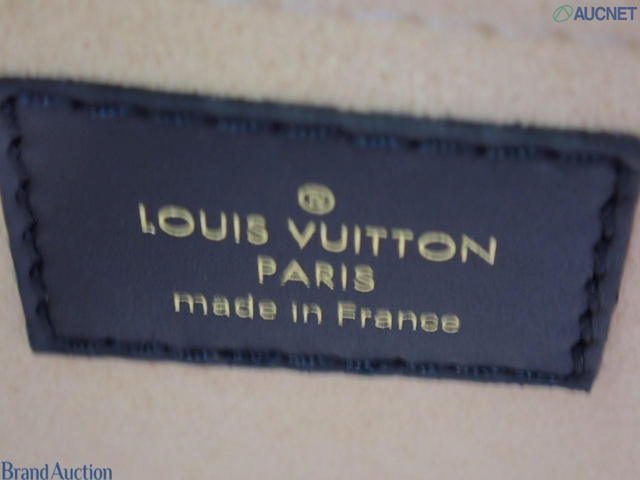 AUCNET
LOUIS VUITTON
PARIS
made in France
Brand Auction